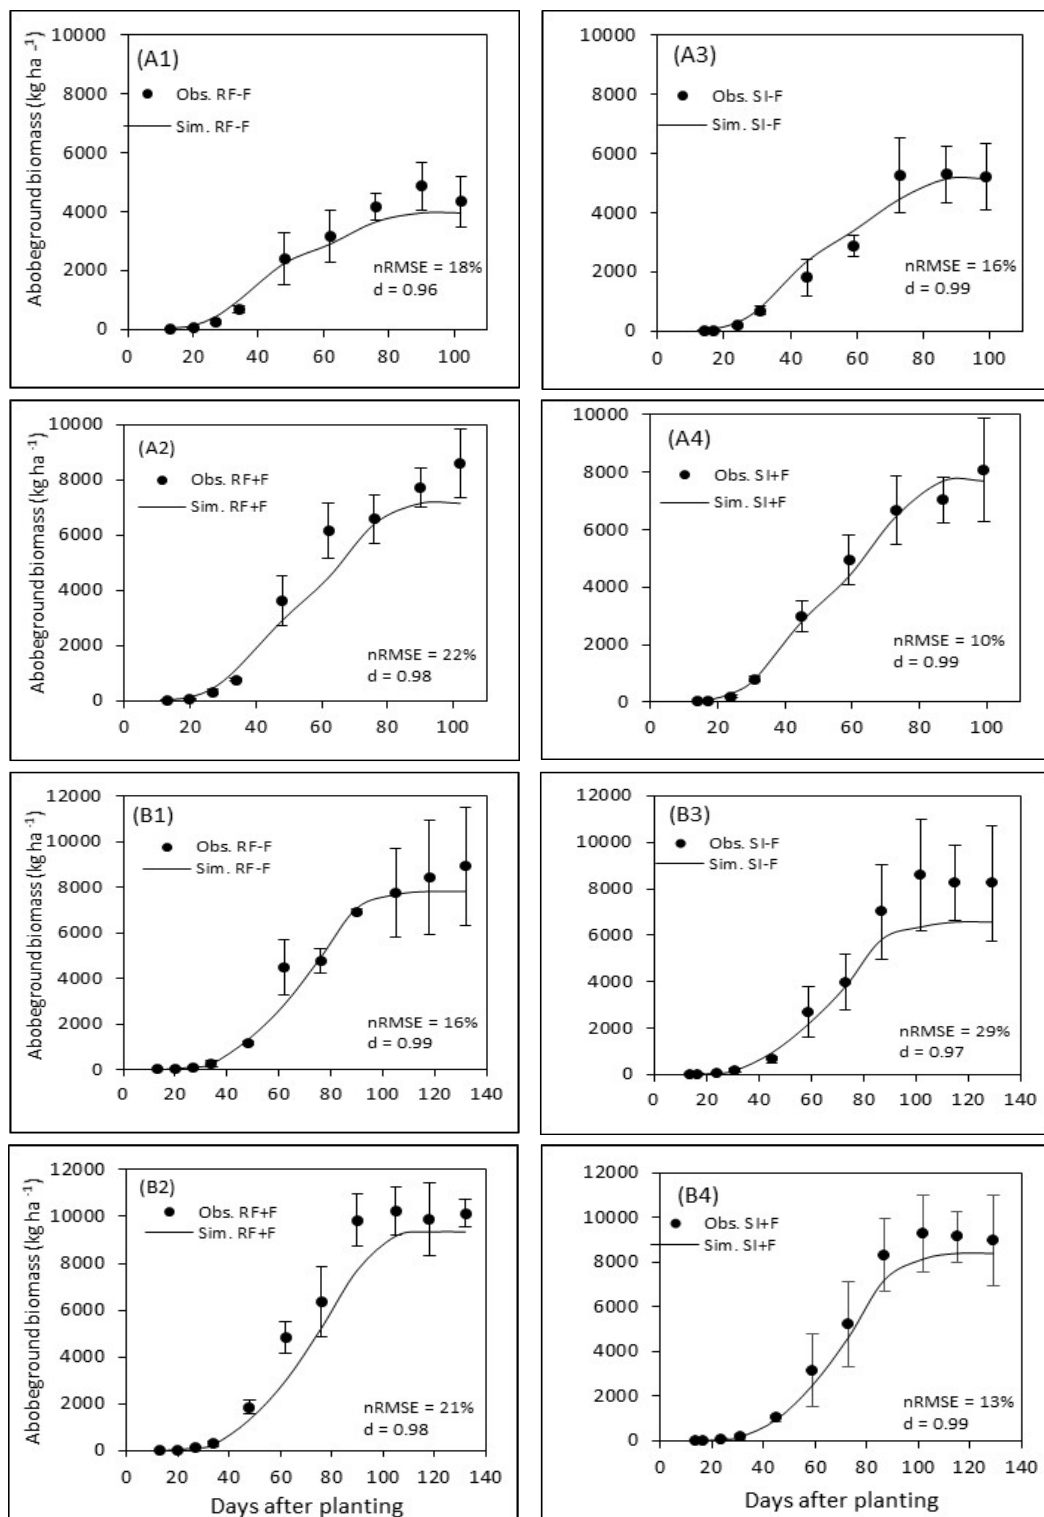 Abobeground biomass (kg ha -1)
10000
8000
6000
4000
2000
0
(A1)
Obs. RF-F
Sim. RF-F
nRMSE = 18%
d = 0.96
0 20 40 60 80 100
10000
8000
6000
4000
2000
0
(A3)
Obs. SI-F
Sim. SI-F
nRMSE = 16%
d = 0.99
0 20 40 60 80 100
Abobeground biomass (kg ha -1)
10000
8000
6000
4000
2000
0
(A2)
Obs. RF+F
Sim. RF+F
nRMSE = 22%
d = 0.98
0 20 40 60 80 100
10000
8000
6000
4000
2000
0
(A4)
Obs. SI+F
Sim. SI+F
nRMSE = 10%
d = 0.99
0 20 40 60 80 100
Abobeground biomass (kg ha -1)
12000
10000
8000
6000
4000
2000
0
(B1)
Obs. RF-F
Sim. RF-F
nRMSE = 16%
d = 0.99
0 20 40 60 80 100 120 140
12000
10000
8000
6000
4000
2000
0
(B3)
Obs. SI-F
Sim. SI-F
nRMSE = 29%
d = 0.97
0 20 40 60 80 100 120 140
Abobeground biomass (kg ha -1)
12000
10000
8000
6000
4000
2000
0
(B2)
Obs. RF+F
Sim. RF+F
nRMSE = 21%
d = 0.98
0 20 40 60 80 100 120 140
Days after planting
12000
10000
8000
6000
4000
2000
0
(B4)
Obs. SI+F
Sim. SI+F
nRMSE = 13%
d = 0.99
0 20 40 60 80 100 120 140
Days after planting